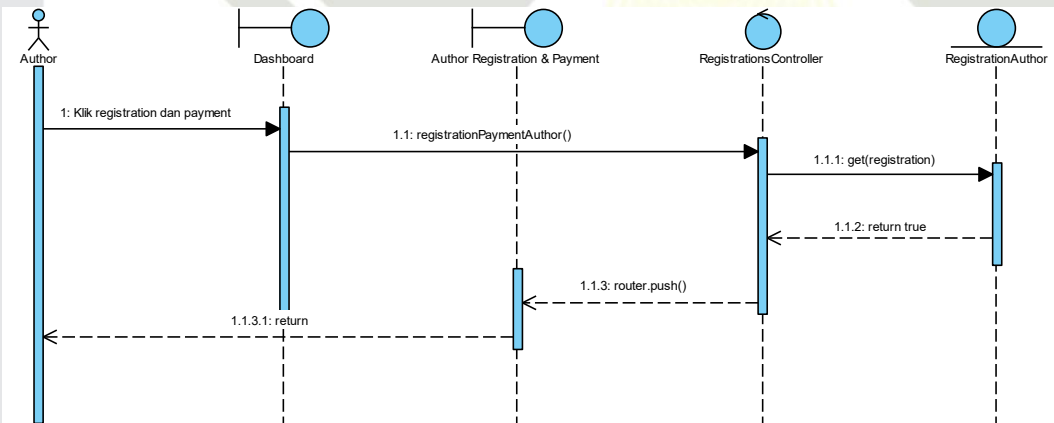 Author
Dashboard
Author Registration & Payment
RegistrationsController
RegistrationAuthor
1: Klik registration dan payment
1.1: registrationPaymentAuthor()
1.1.1: get(registration)
1.1.2: return true
1.1.3: router.push()
1.1.3.1: return